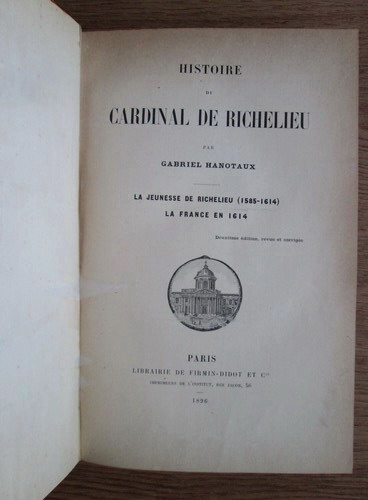 HISTOIRE
DU
CARDINAL DE RICHELIEU
PAR
GABRIEL HANOTAUX
LA JEUNESSE DE RICHELIEU (1585-1614)
LA FRANCE EN 1614
Deuxième édition, revue et corrigée
PARIS
LIBRAIRIE DE FIRMIN-DIDOT ET Cie
IMPRIMEURS DE L'INSTITUT, RUE JACOB, 56
1896